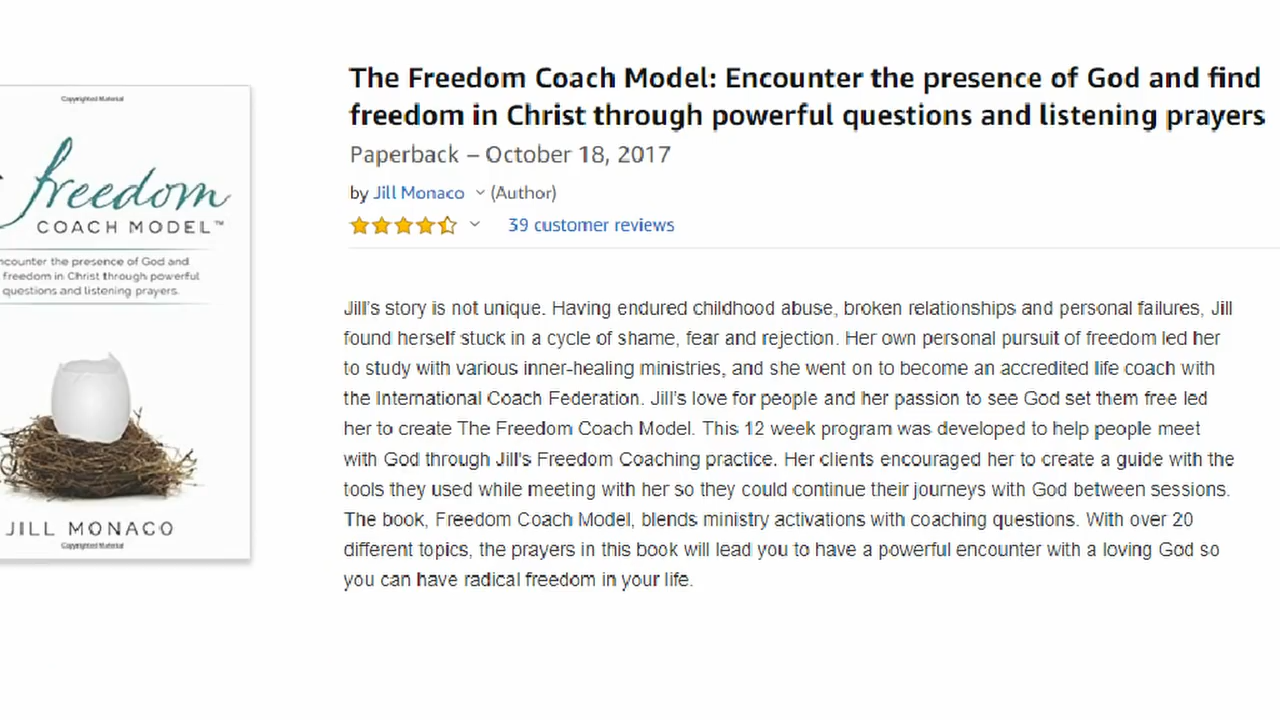 Copyrighted Material
freedom
COACH MODEL™
ncounter the presence of God and
freedom in Christ through powerful
questions and listening prayers.
JILL MONACO
Copyrighted Material
The Freedom Coach Model: Encounter the presence of God and find
freedom in Christ through powerful questions and listening prayers
Paperback – October 18, 2017
by Jill Monaco (Author)
39 customer reviews
Jill's story is not unique. Having endured childhood abuse, broken relationships and personal failures, Jill
found herself stuck in a cycle of shame, fear and rejection. Her own personal pursuit of freedom led her
to study with various inner-healing ministries, and she went on to become an accredited life coach with
the International Coach Federation. Jill's love for people and her passion to see God set them free led
her to create The Freedom Coach Model. This 12 week program was developed to help people meet
with God through Jill's Freedom Coaching practice. Her clients encouraged her to create a guide with the
tools they used while meeting with her so they could continue their journeys with God between sessions.
The book, Freedom Coach Model, blends ministry activations with coaching questions. With over 20
different topics, the prayers in this book will lead you to have a powerful encounter with a loving God so
you can have radical freedom in your life.